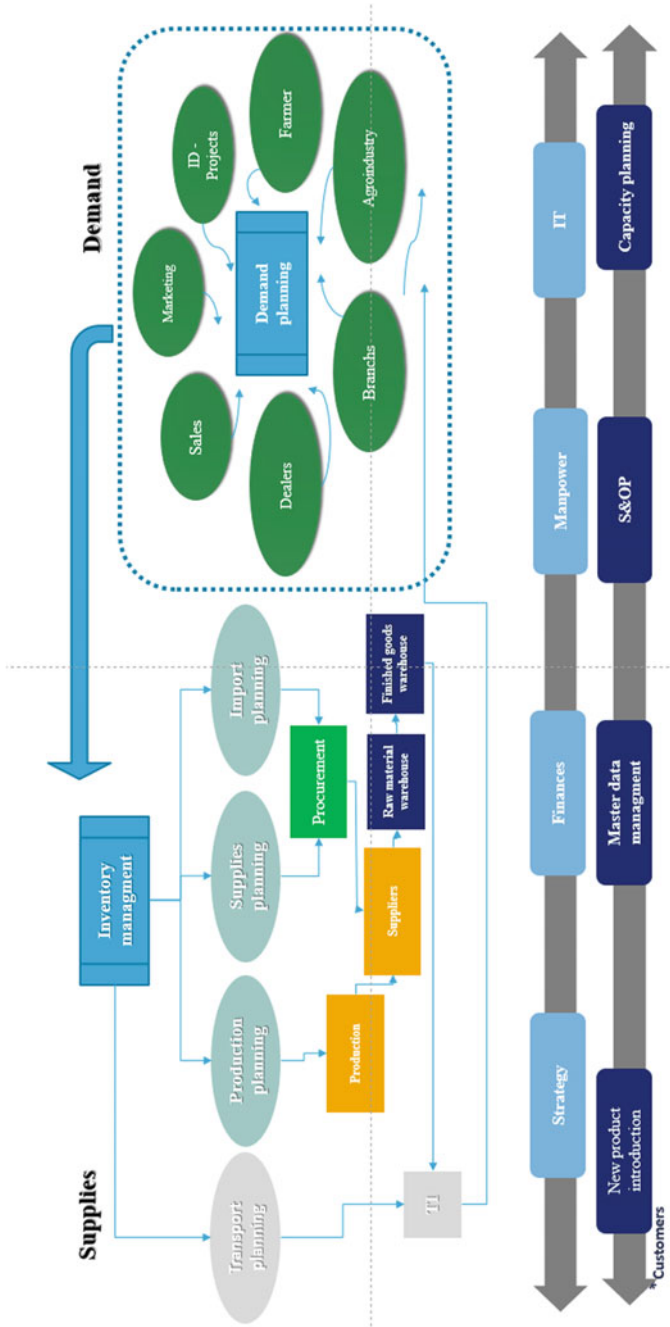 Supplies
Demand
Inventory
managment
Transport
planning
Production
planning
Supplies
planning
Import
planning
Procurement
Production
Suppliers
Raw material
warehouse
Finished goods
warehouse
T1
Sales
Marketing
ID -
Projects
Farmer
Dealers
Demand
planning
Branchs
Agroindustry
Strategy
Finances
Manpower
IT
New product
introduction
Master data
managment
S&OP
Capacity planning
* Customers